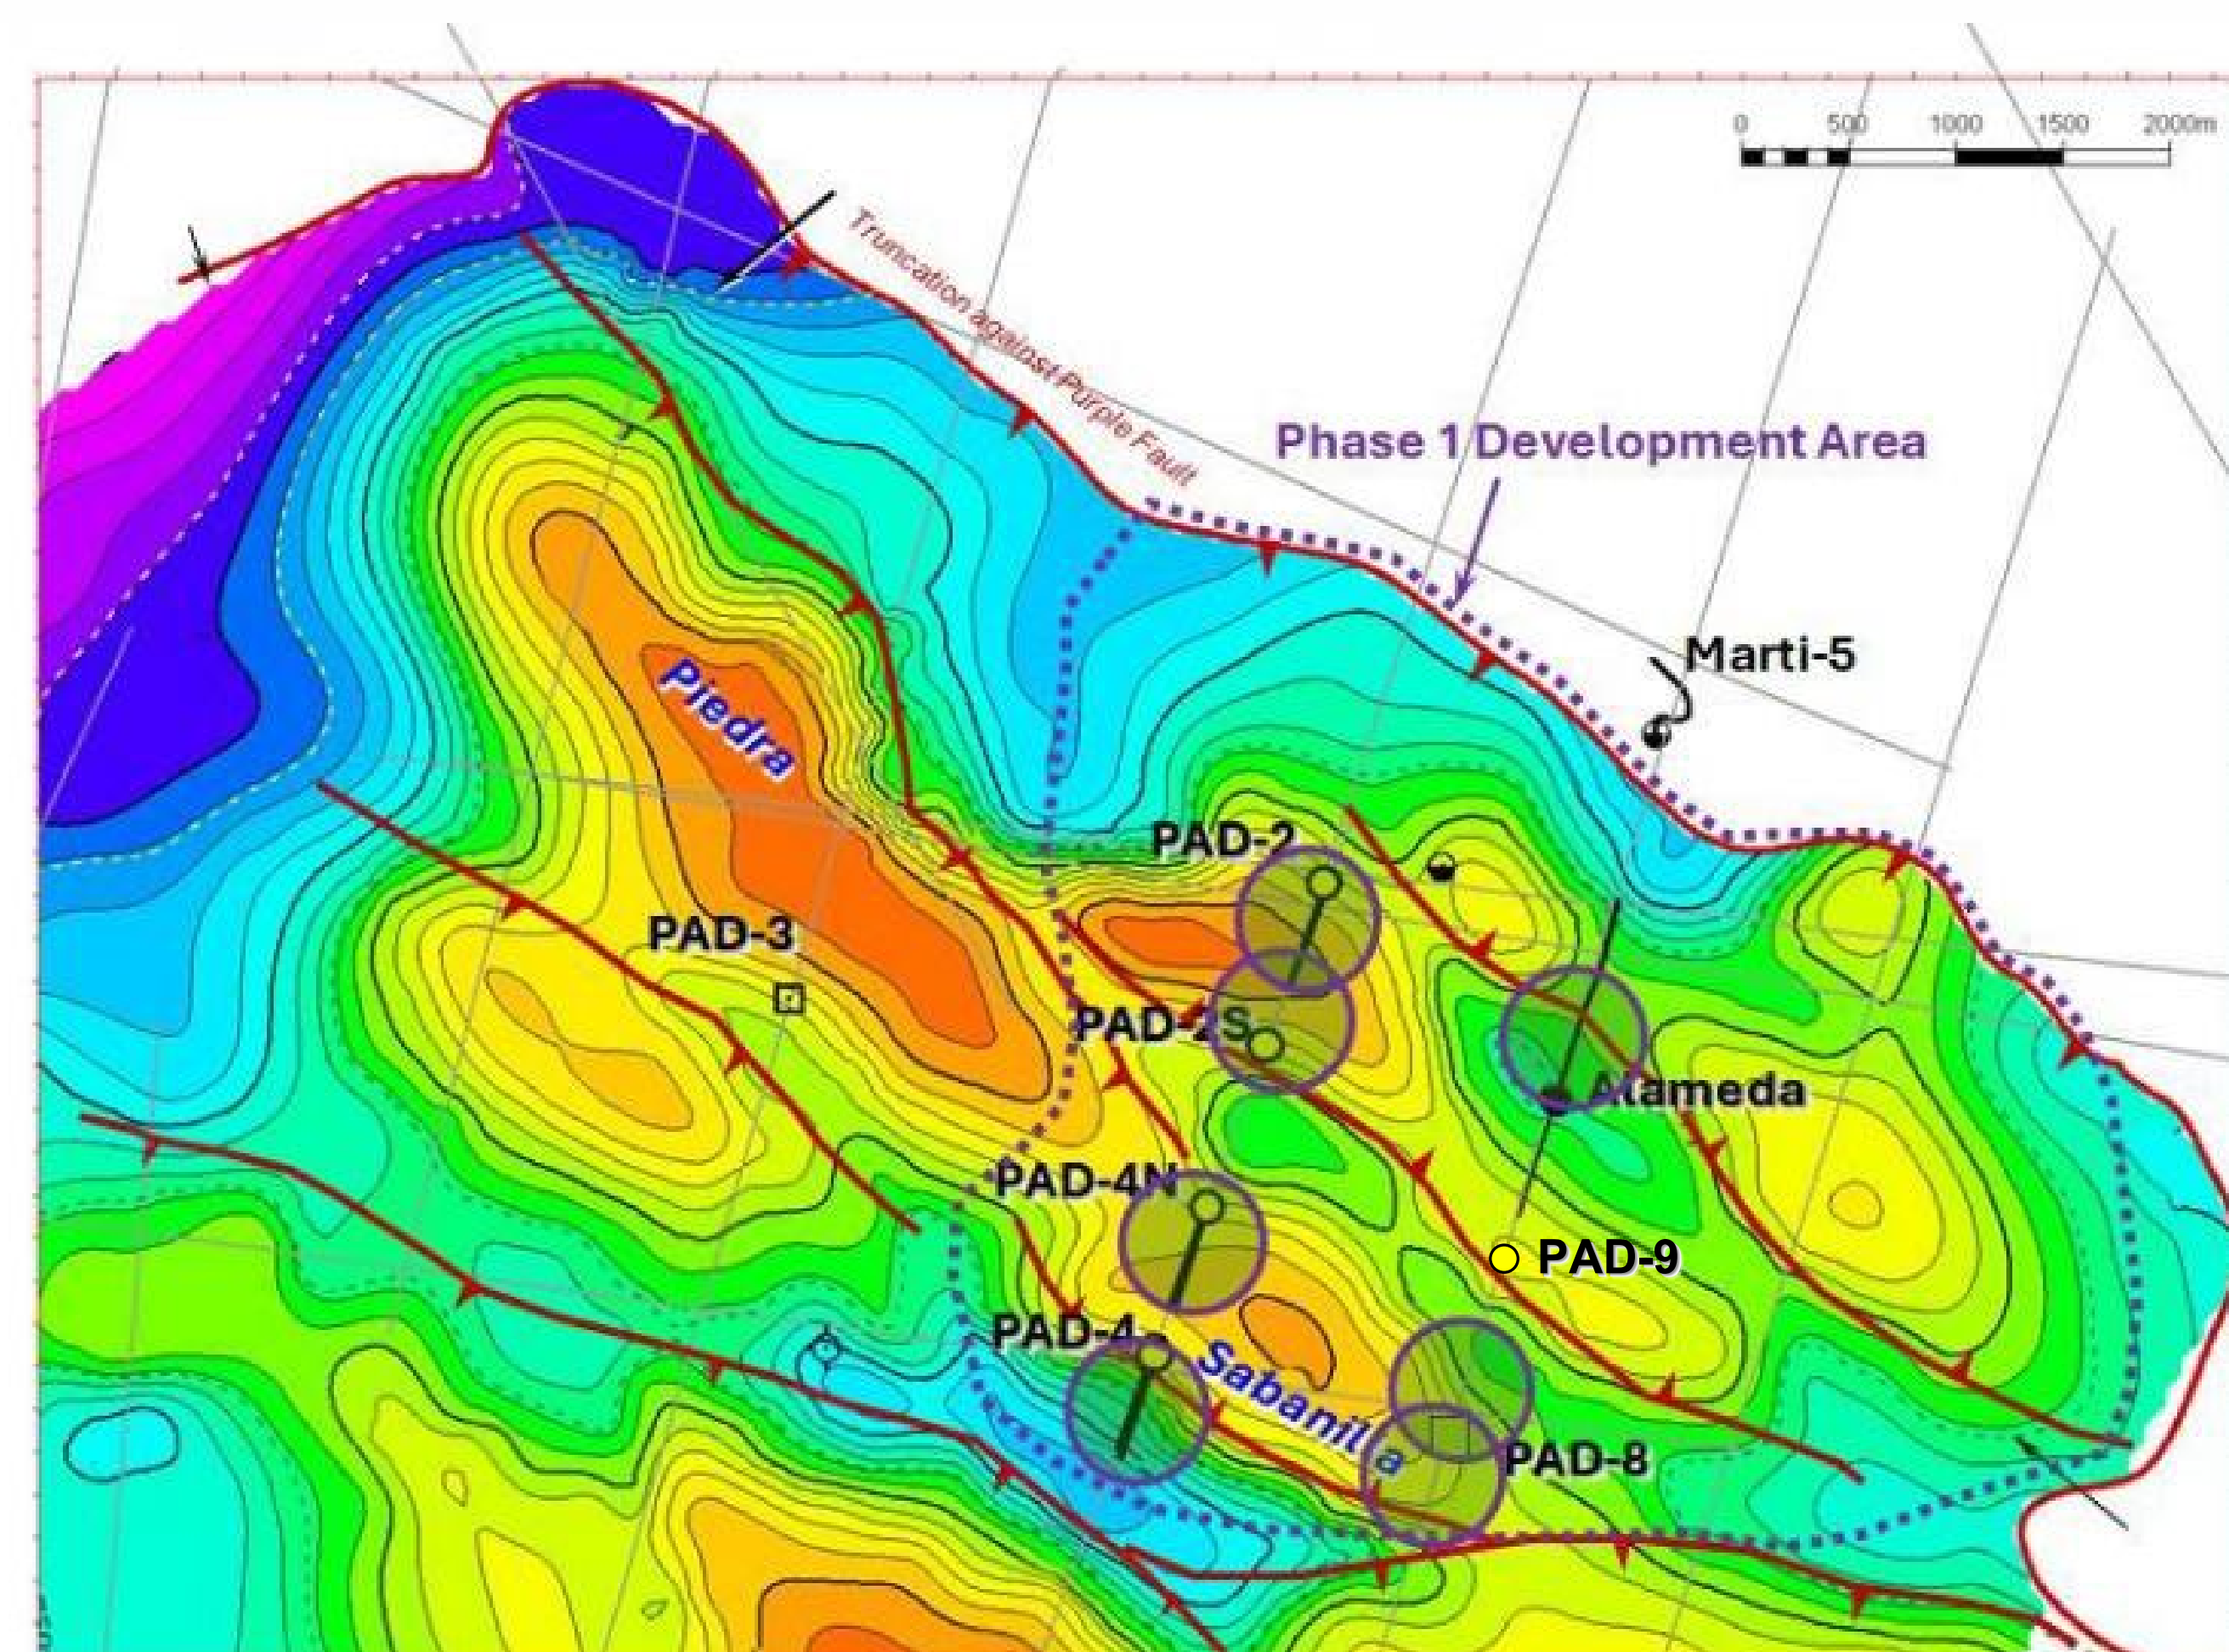 0 500 1000 1500 2000m
Truncation against Purple Fault
Phase 1 Development Area
Marti-5
Piedra
PAD-2
PAD-3
PAD-2S
Alameda
PAD-4N
PAD-9
PAD-4
Sabanilla
PAD-8